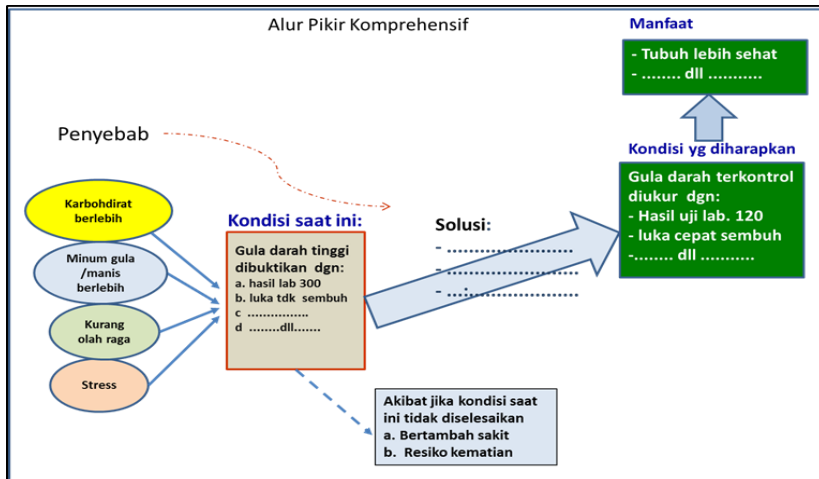 Alur Pikir Komprehensif
Manfaat
- Tubuh lebih sehat
- ........ dll ...........
Penyebab
Kondisi yg diharapkan
Gula darah terkontrol
diukur dgn:
- Hasil uji lab. 120
- luka cepat sembuh
-........ dll ...........
Karbohdirat
berlebih
Minum gula
/manis
berlebih
Kurang
olah raga
Stress
Kondisi saat ini:
Gula darah tinggi
dibuktikan dgn:
a. hasil lab 300
b. luka tdk sembuh
c ................
d ........dll.......
Solusi:
- ......................
- ......................
- ...:...................
Akibat jika kondisi saat
ini tidak diselesaikan
a. Bertambah sakit
b. Resiko kematian